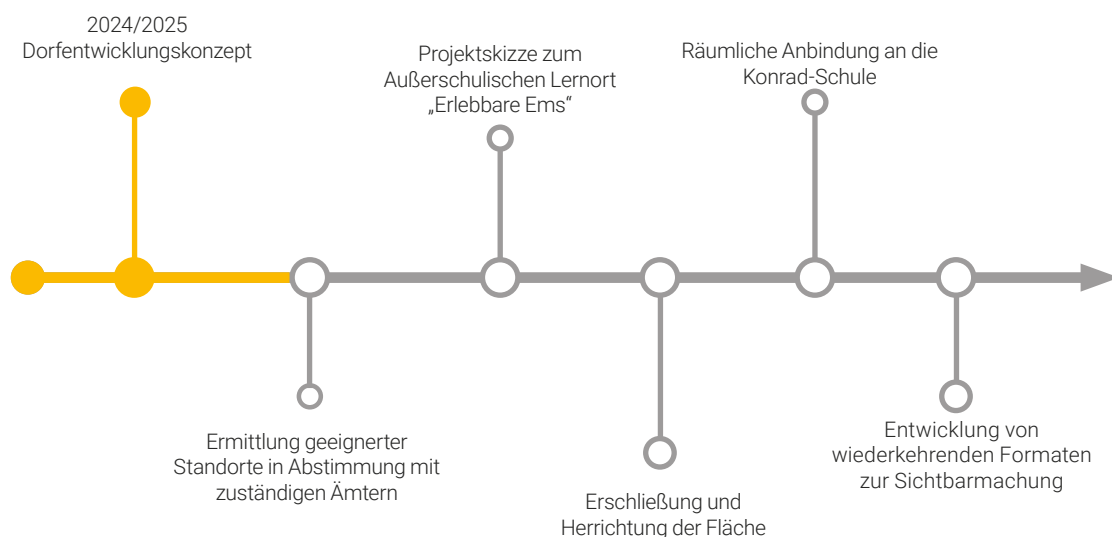 2024/2025
Dorfentwicklungskonzept
Projektskizze zum
Außerschulischen Lernort
„Erlebbare Ems“
Räumliche Anbindung an die
Konrad-Schule
Ermittlung geeigneter
Standorte in Abstimmung mit
zuständigen Ämtern
Erschließung und
Herrichtung der Fläche
Entwicklung von
wiederkehrenden Formaten
zur Sichtbarmachung